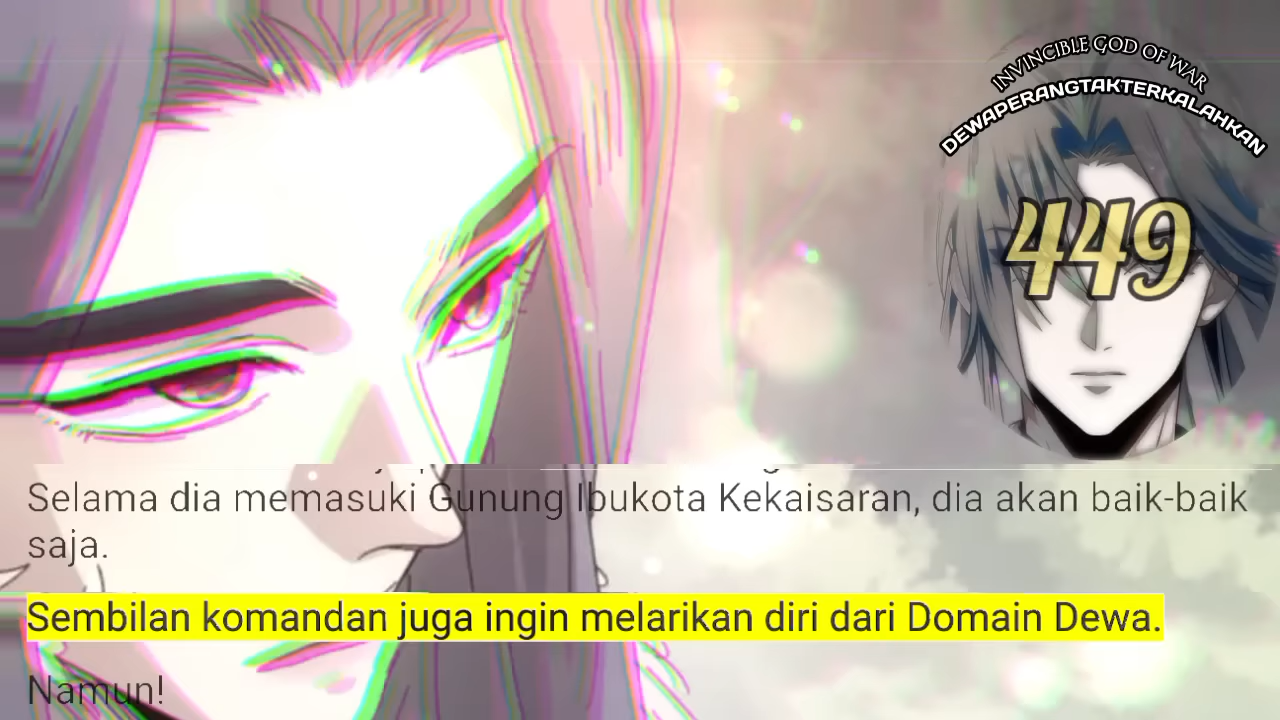 INVINCIBLE GOD OF WAR
DEWAPERANGTAKTERKALAHKAN
449
Selama dia memasuki Gunung Ibukota Kekaisaran, dia akan baik-baik
saja.
Sembilan komandan juga ingin melarikan diri dari Domain Dewa.
Namun!